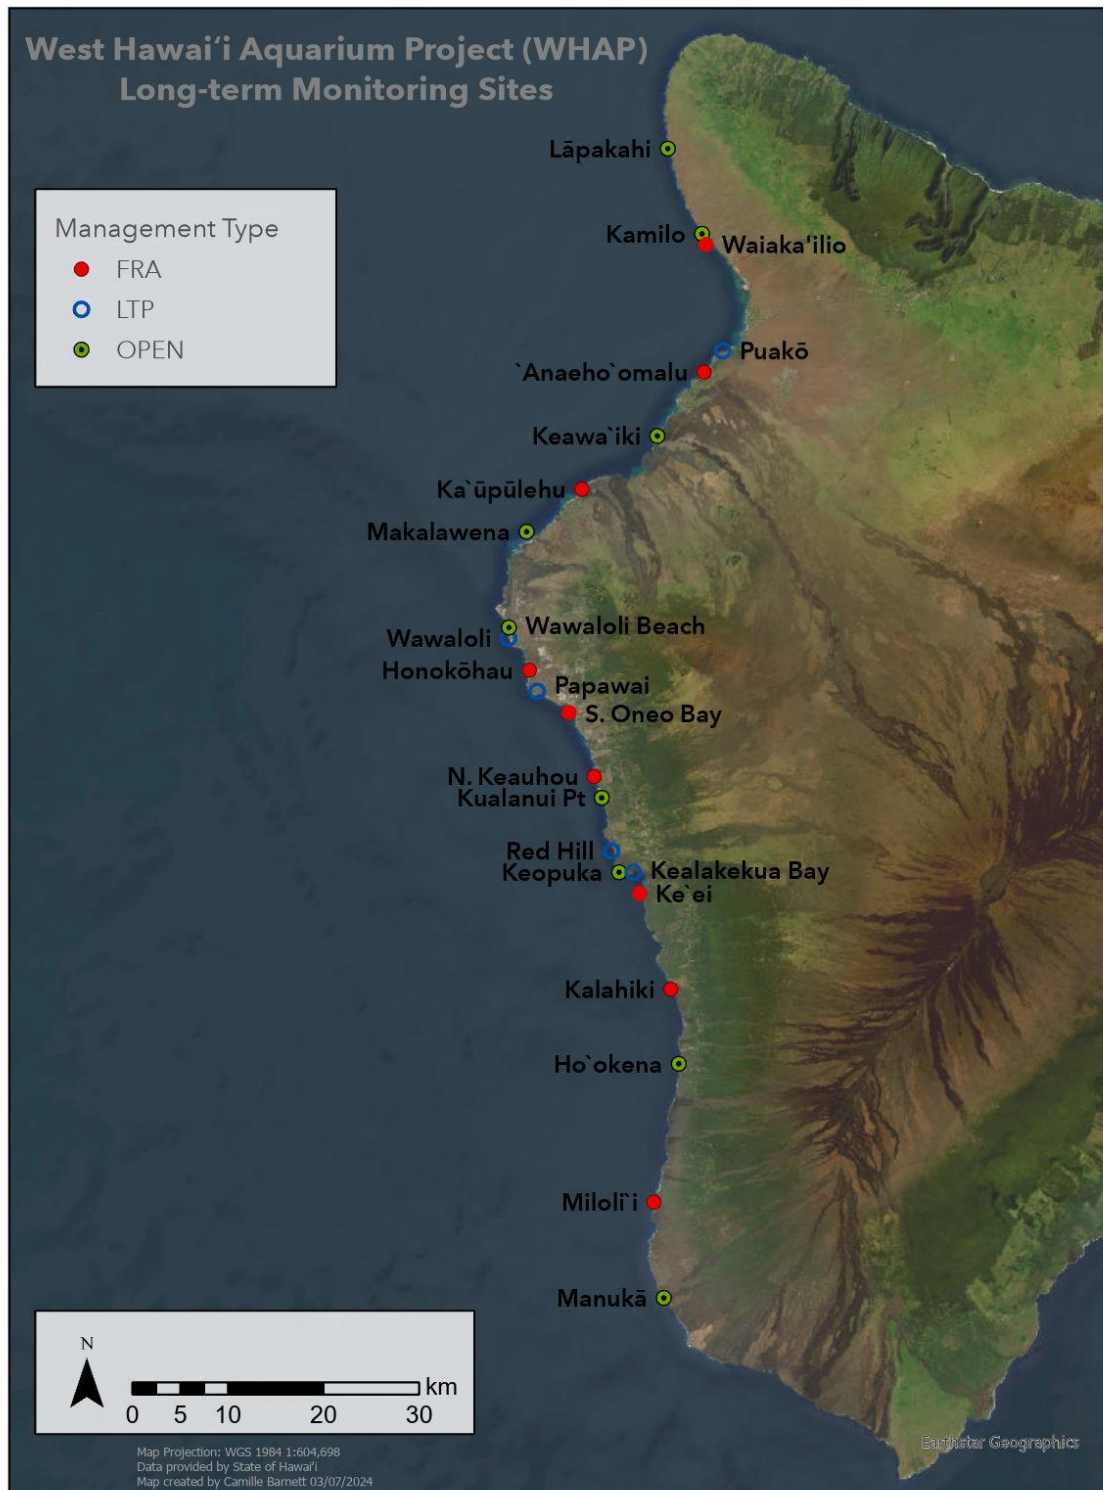 West Hawaiʻi Aquarium Project (WHAP)
Long-term Monitoring Sites
Lāpakahi
Management Type
FRA
LTP
OPEN
Kamilo
Waiaka'ilio
Puakō
`Anaeho`omalu
Keawa`iki
Ka`ūpūlehu
Makalawena
Wawaloli Beach
Wawaloli
Honokōhau
Papawai
S. Oneo Bay
N. Keauhou
Kualanui Pt
Red Hill
Keopuka
Kealakekua Bay
Ke`ei
Kalahiki
Ho`okena
Miloli`i
Manukā
N
km
0 5 10 20 30
Earthstar Geographics
Map Projection: WGS 1984 1:604,698
Data provided by State of Hawaiʻi
Map created by Camille Barnett 03/07/2024